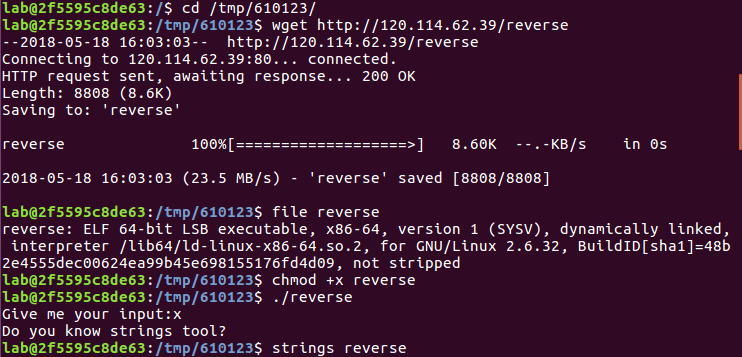 lab@2f5595c8de63:/$ cd /tmp/610123/
lab@2f5595c8de63:/tmp/610123$ wget http://120.114.62.39/reverse
--2018-05-18 16:03:03--  http://120.114.62.39/reverse
Connecting to 120.114.62.39:80... connected.
HTTP request sent, awaiting response... 200 OK
Length: 8808 (8.6K)
Saving to: 'reverse'
reverse             100%[===================>]   8.60K  --.-KB/s    in 0s
2018-05-18 16:03:03 (23.5 MB/s) - 'reverse' saved [8808/8808]
lab@2f5595c8de63:/tmp/610123$ file reverse
reverse: ELF 64-bit LSB executable, x86-64, version 1 (SYSV), dynamically linked,
 interpreter /lib64/ld-linux-x86-64.so.2, for GNU/Linux 2.6.32, BuildID[sha1]=48b
2e4555dec00624ea99b45e698155176fd4d09, not stripped
lab@2f5595c8de63:/tmp/610123$ chmod +x reverse
lab@2f5595c8de63:/tmp/610123$ ./reverse
Give me your input:x
Do you know strings tool?
lab@2f5595c8de63:/tmp/610123$ strings reverse